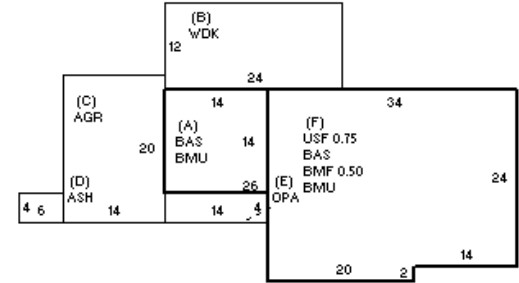 (B)
WDK
12
24
(C)
AGR
20
14
(A)
BAS
BMU
14
26
34
(F)
USF 0.75
BAS
BMF 0.50
BMU
24
(D)
ASH
4 6
14
14
4
(E)
OPA
20
2
14